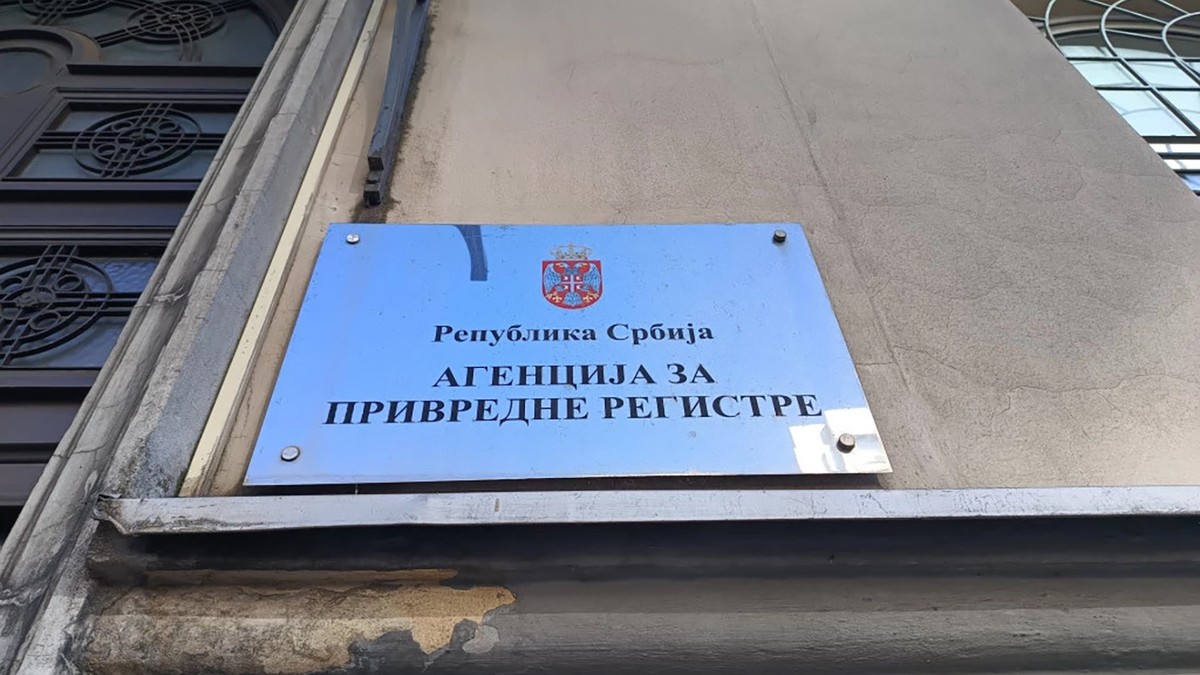 Република Србија
АГЕНЦИЈА ЗА
ПРИВРЕДНЕ РЕГИСТРЕ